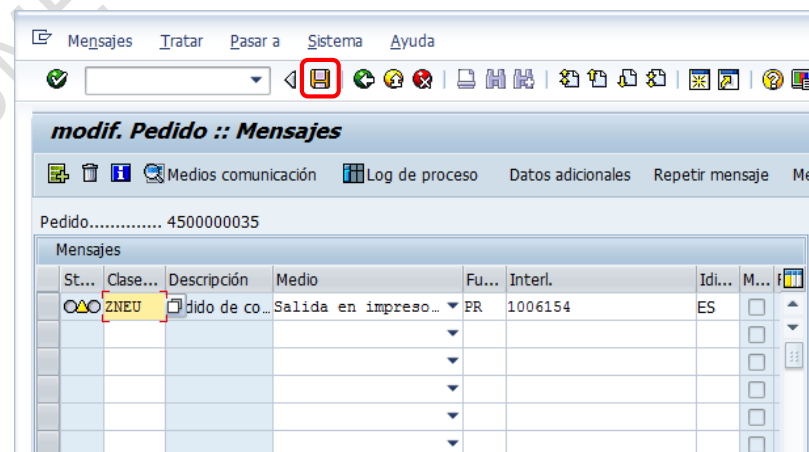 Mensajes Tratar Pasar a Sistema Ayuda
modif. Pedido :: Mensajes
Medios comunicación Log de proceso Datos adicionales Repetir mensaje
Pedido.............. 4500000035
Mensajes
St... Clase... Descripción Medio Fu... Interl. Idi... M...
ZNEU dido de co... Salida en impreso... PR 1006154 ES